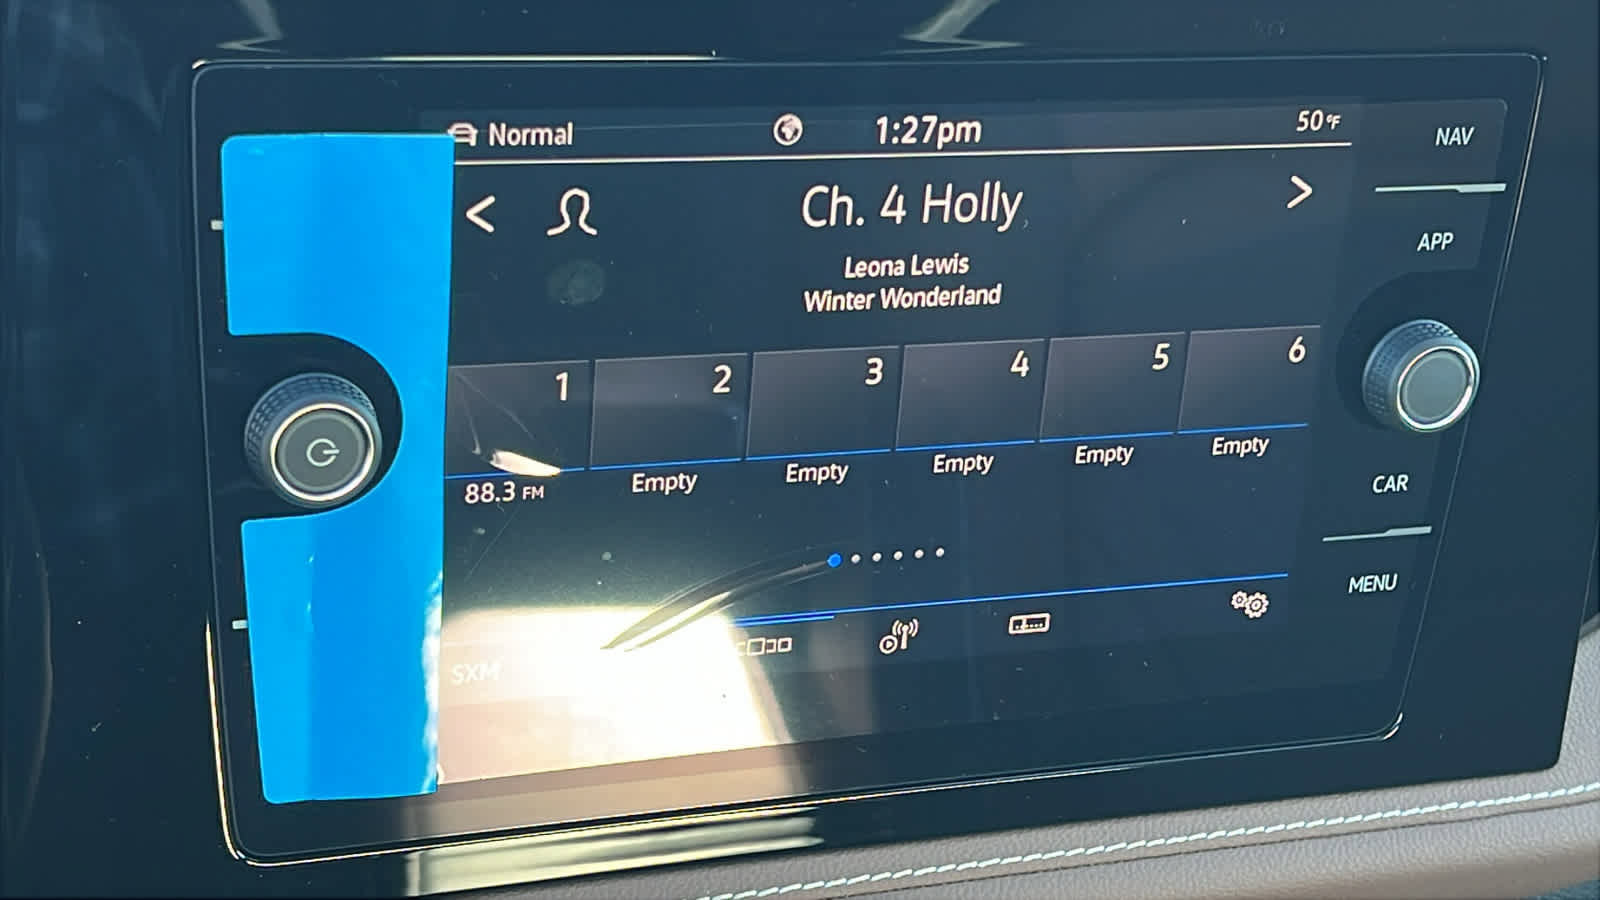 Normal 1:27pm 50°F
NAV
Ch. 4 Holly
APP
Leona Lewis
Winter Wonderland
1 2 3 4 5 6
88.3 FM Empty Empty Empty Empty Empty
CAR
MENU
SXM